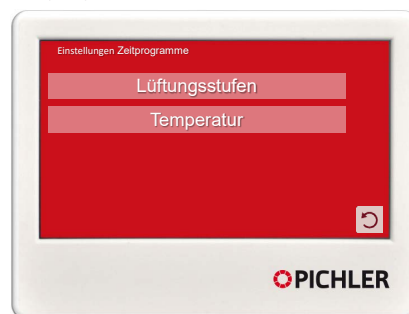 Einstellungen Zeitprogramme
Lüftungsstufen
Temperatur
PICHLER